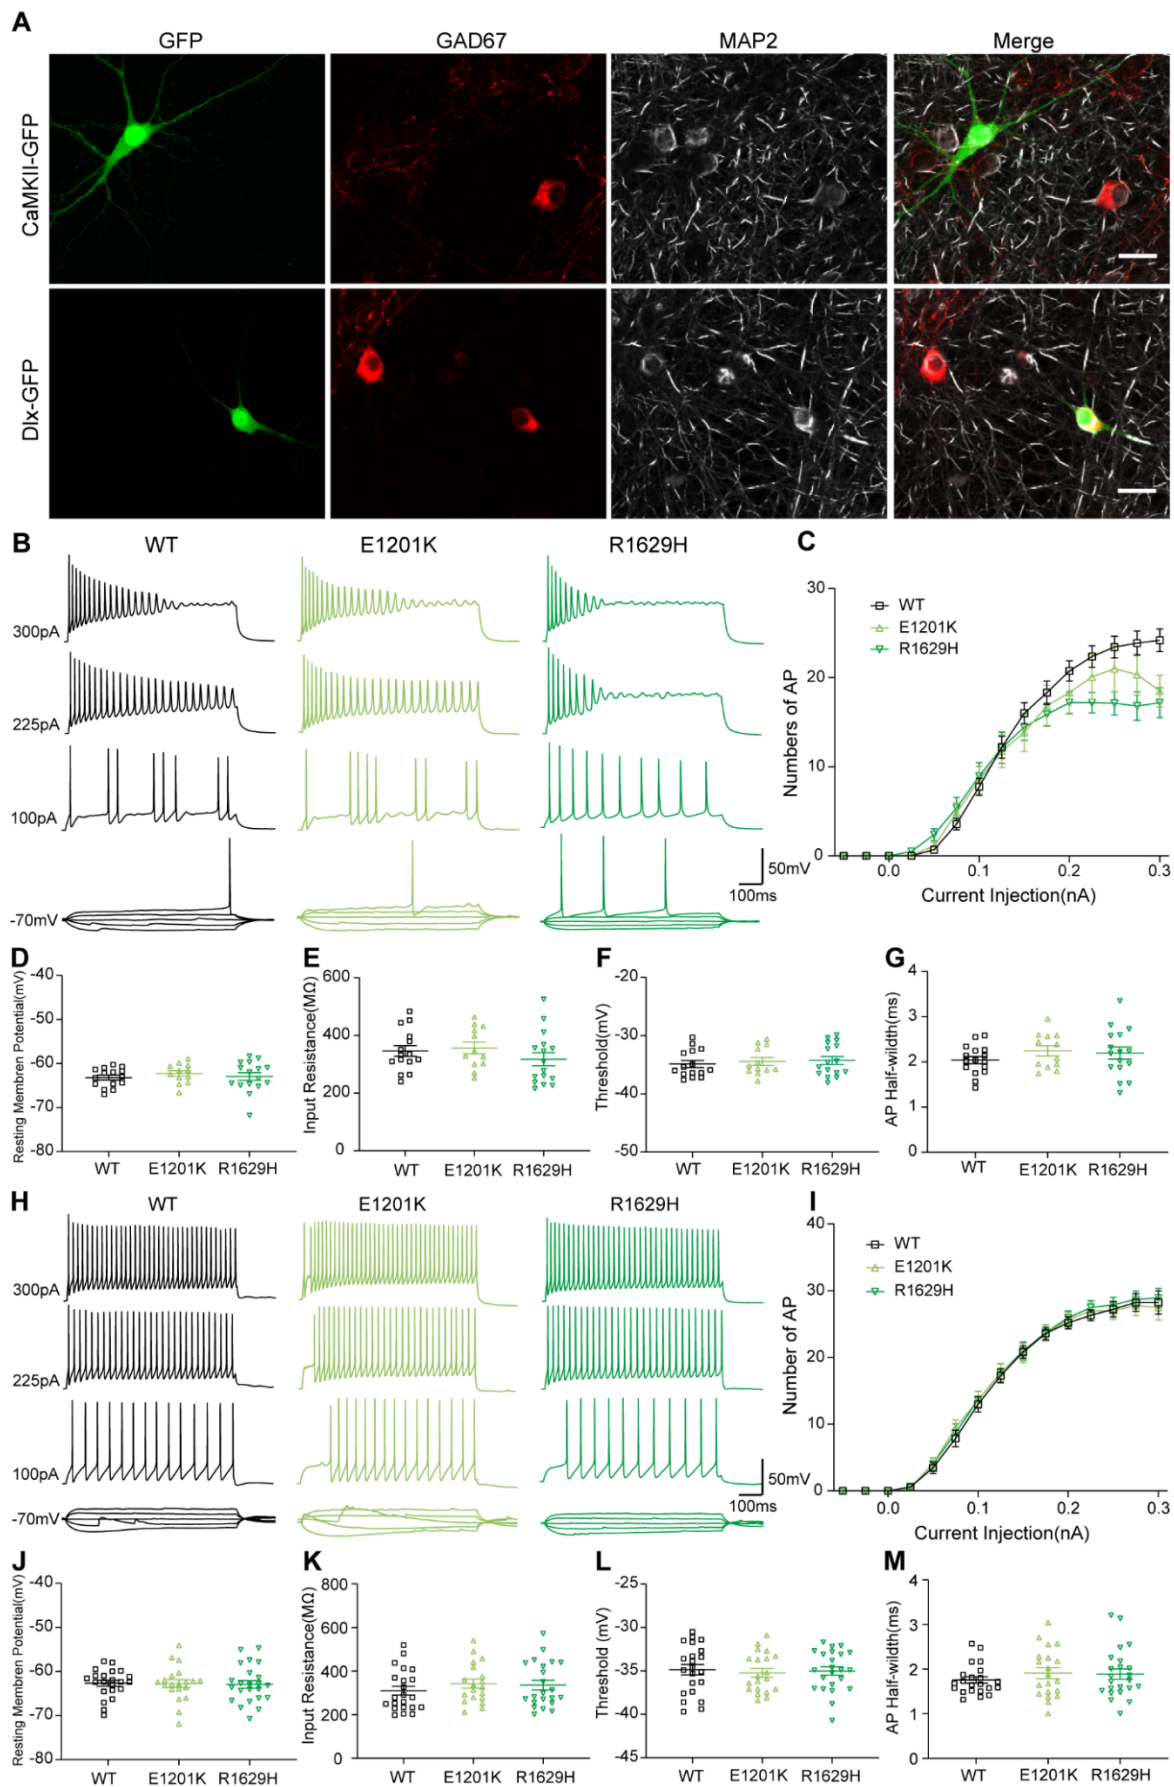 A
GFP GAD67 MAP2 Merge
CaMKII-GFP
Dlx-GFP
B WT E1201K R1629H
300pA
225pA
100pA
-70mV
50mV
100ms
C
30
20
10
0
Numbers of AP
WT
E1201K
R1629H
0.0 0.1 0.2 0.3
Current Injection(nA)
D
-40
-50
-60
-70
-80
Resting Membren Potential(mV)
WT E1201K R1629H
E
600
400
200
0
Input Resistance(MΩ)
WT E1201K R1629H
F
-20
-30
-40
-50
Threshold(mV)
WT E1201K R1629H
G
4
3
2
1
0
AP Half-wildth(ms)
WT E1201K R1629H
H WT E1201K R1629H
300pA
225pA
100pA
-70mV
50mV
100ms
I
40
30
20
10
0
Number of AP
WT
E1201K
R1629H
0.0 0.1 0.2 0.3
Current Injection(nA)
J
-40
-50
-60
-70
-80
Resting Membren Potential(mV)
WT E1201K R1629H
K
800
600
400
200
0
Input Resistance(MΩ)
WT E1201K R1629H
L
-25
-30
-35
-40
-45
Threshold (mV)
WT E1201K R1629H
M
4
3
2
1
0
AP Half-wildth(ms)
WT E1201K R1629H